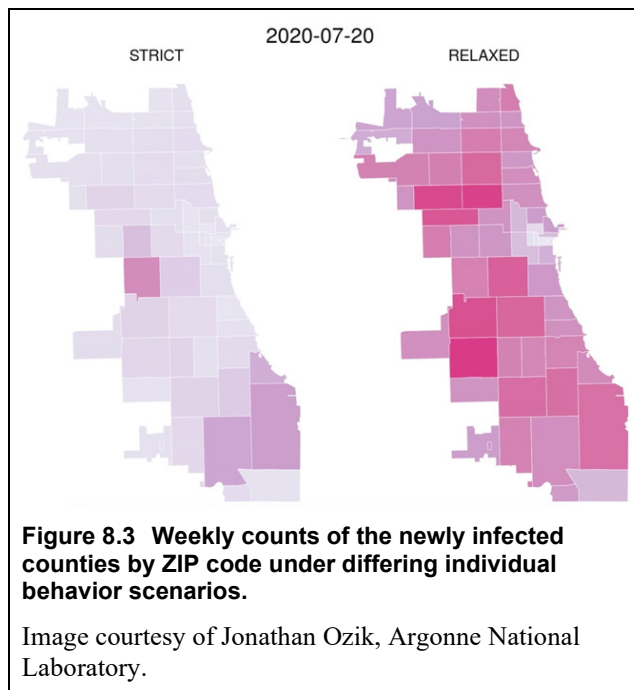 2020-07-20
STRICT
RELAXED
Figure 8.3 Weekly counts of the newly infected
counties by ZIP code under differing individual
behavior scenarios.
Image courtesy of Jonathan Ozik, Argonne National
Laboratory.